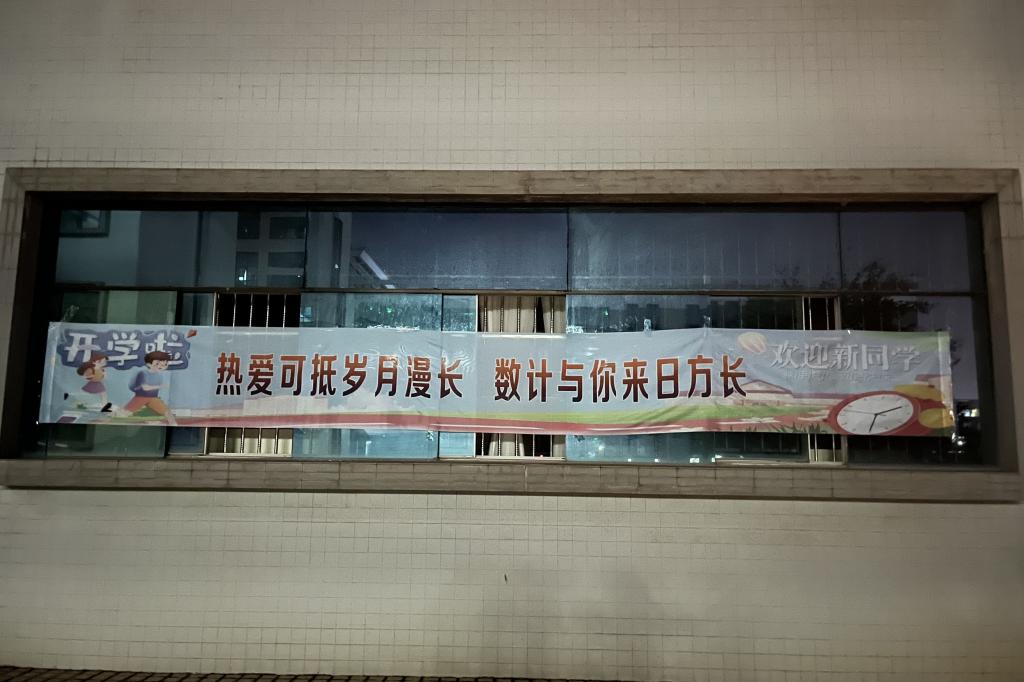 开学啦
热爱可抵岁月漫长 数计与你来日方长
欢迎新同学